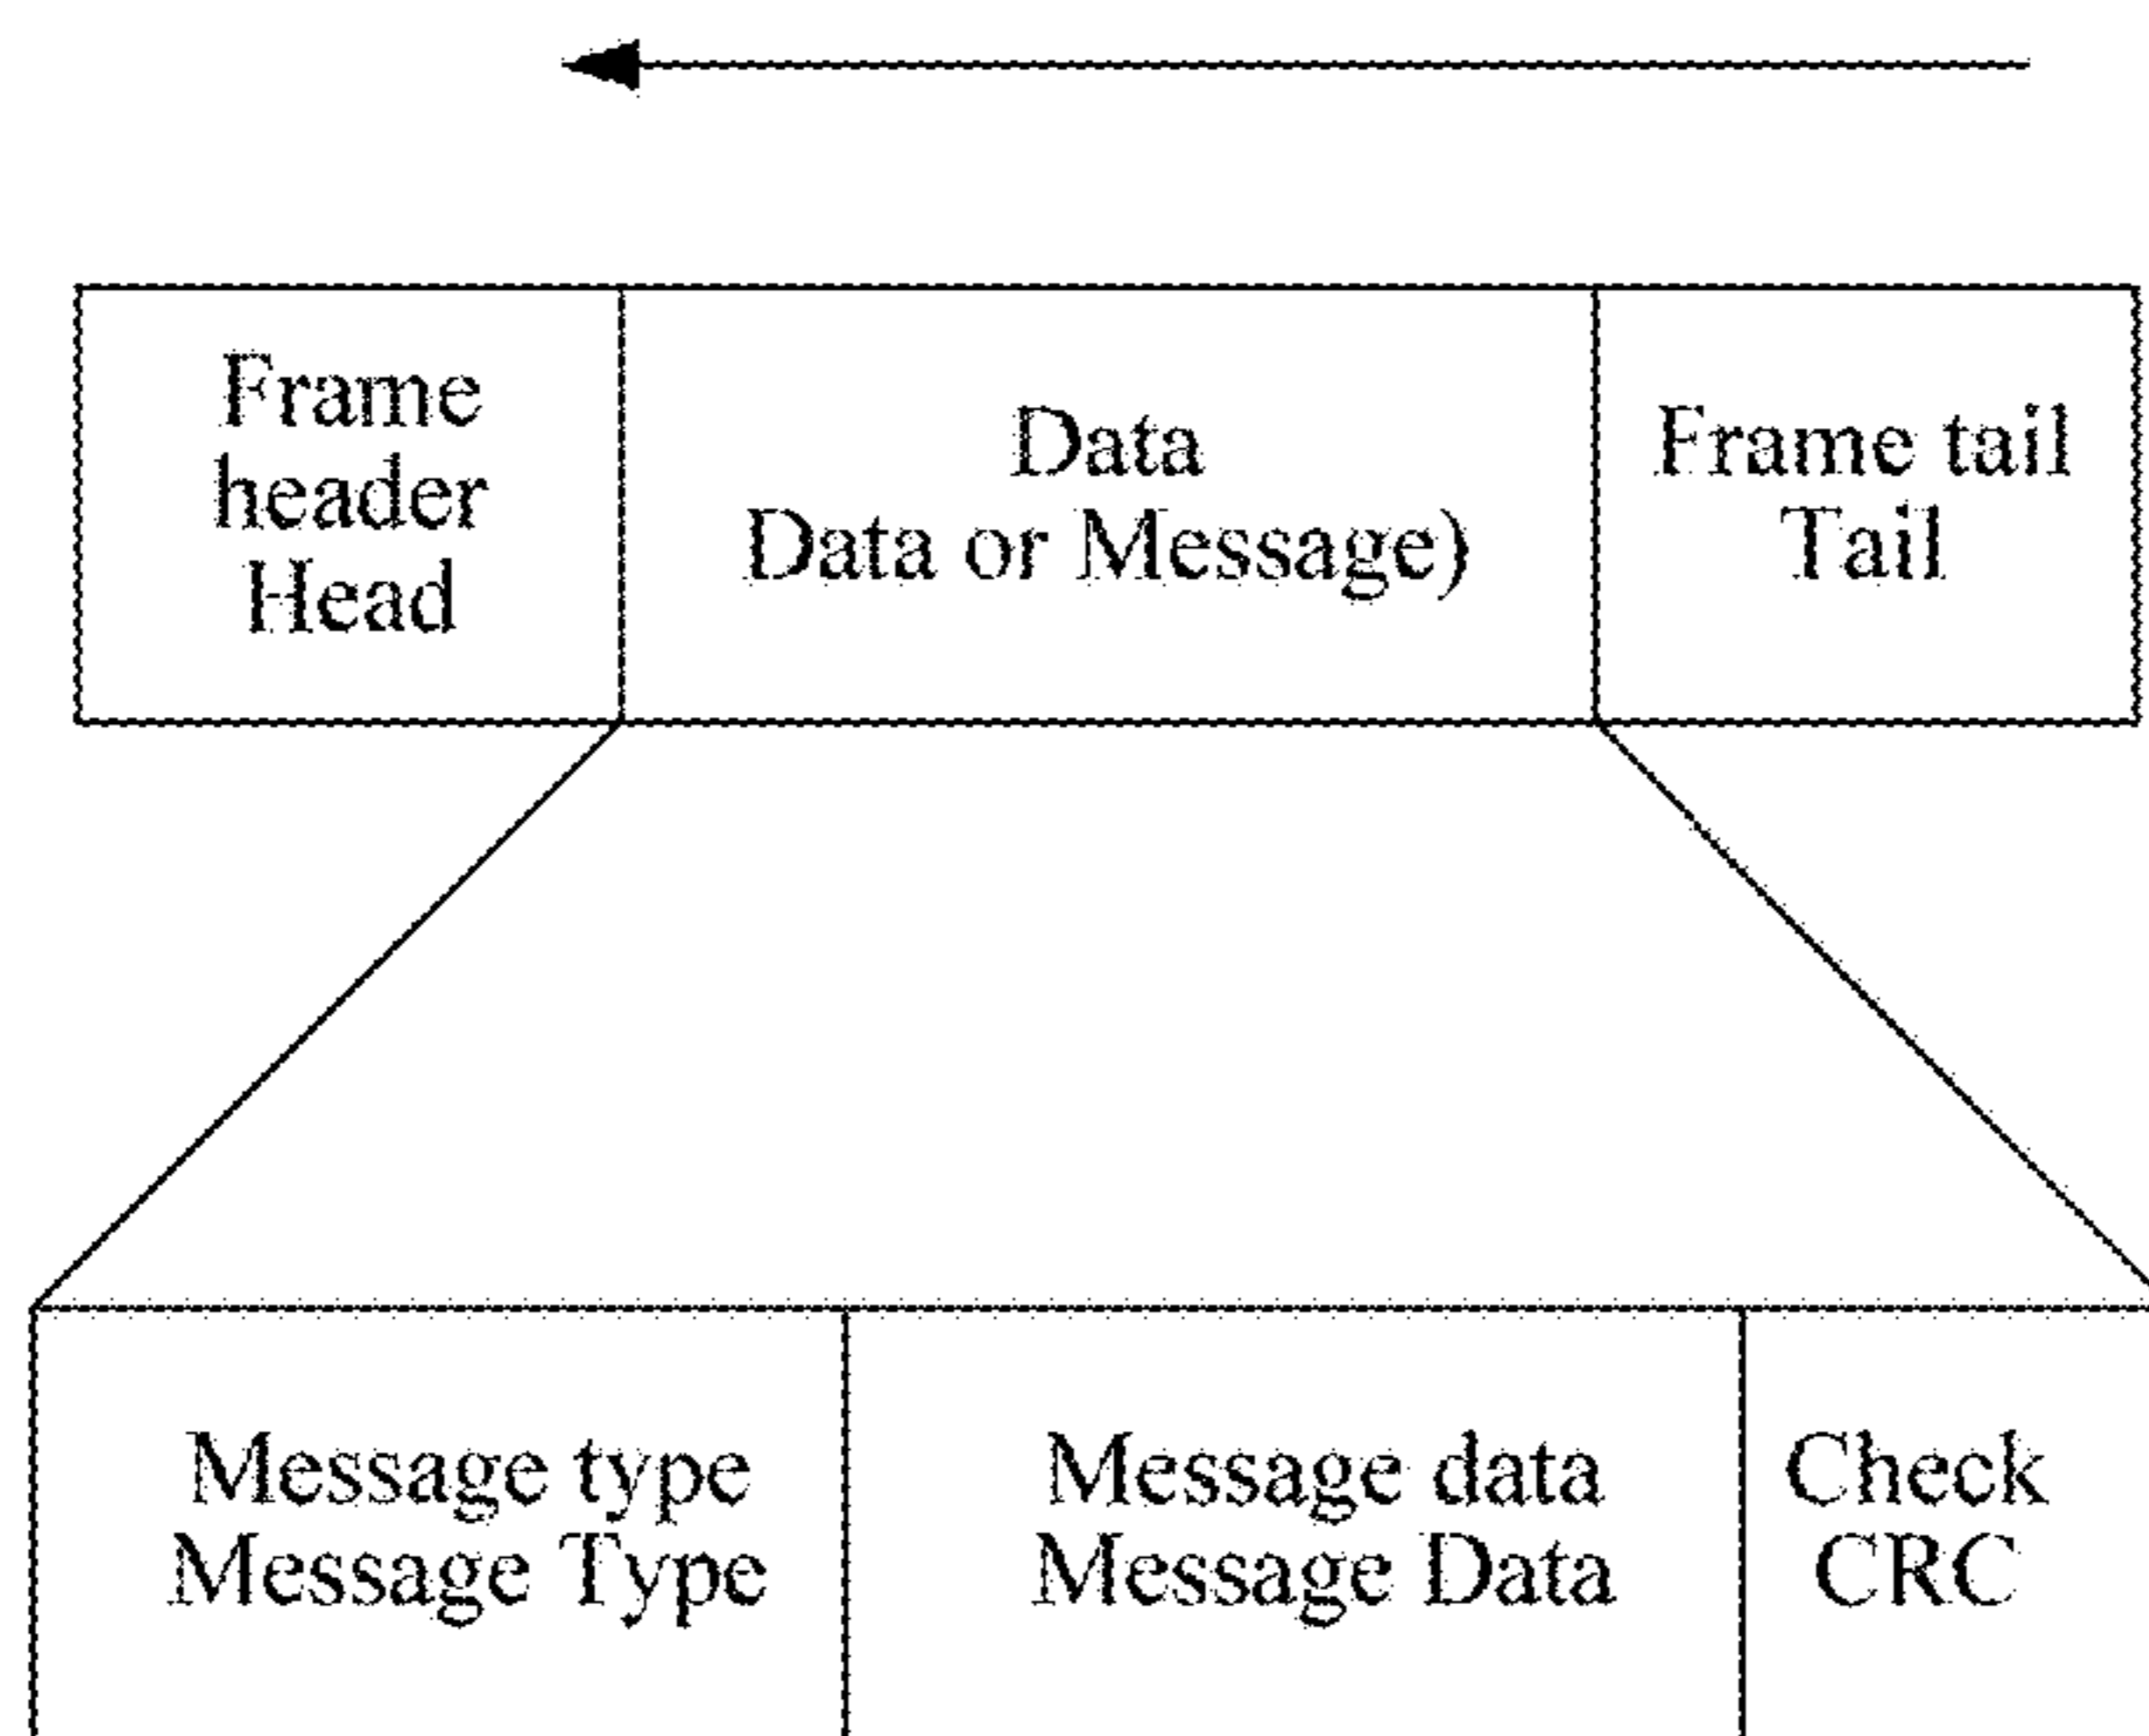 Frame
header
Head
Data
Data or Message)
Frame tail
Tail
Message type
Message Type
Message data
Message Data
Check
CRC